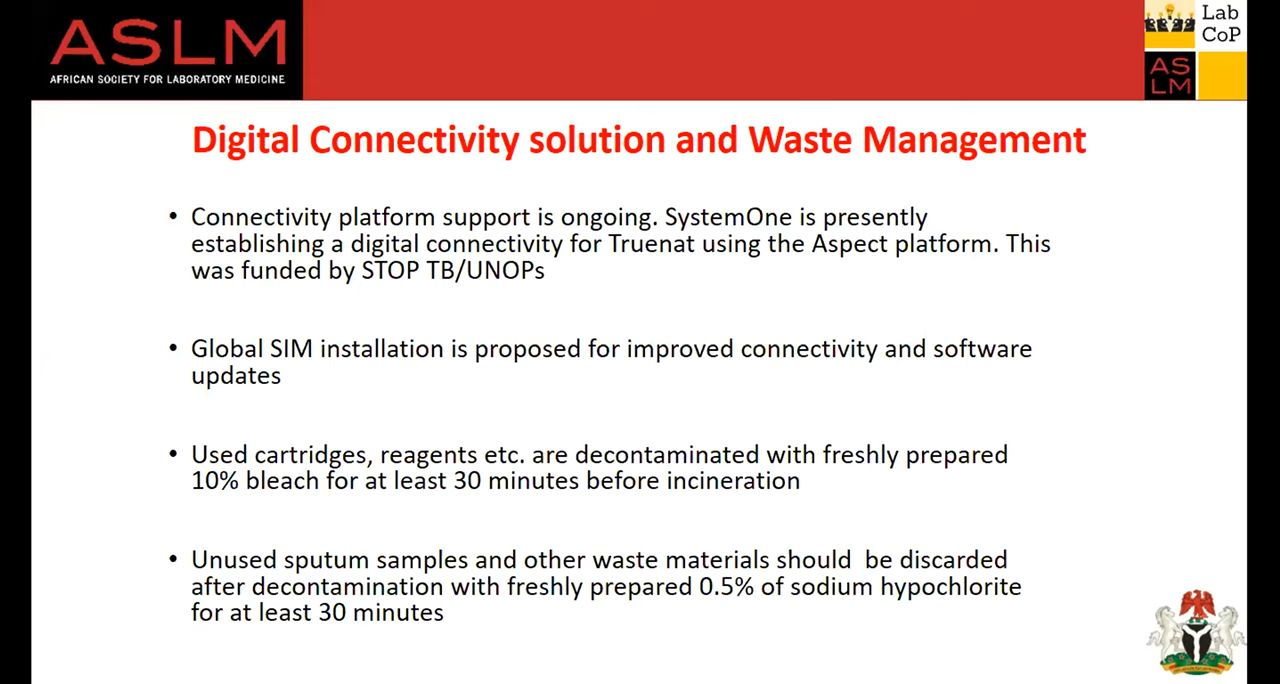 ASLM
AFRICAN SOCIETY FOR LABORATORY MEDICINE
Lab
CoP
AS
LM
Digital Connectivity solution and Waste Management
• Connectivity platform support is ongoing. SystemOne is presently
establishing a digital connectivity for Truenat using the Aspect platform. This
was funded by STOP TB/UNOPs
• Global SIM installation is proposed for improved connectivity and software
updates
• Used cartridges, reagents etc. are decontaminated with freshly prepared
10% bleach for at least 30 minutes before incineration
• Unused sputum samples and other waste materials should  be discarded
after decontamination with freshly prepared 0.5% of sodium hypochlorite
for at least 30 minutes